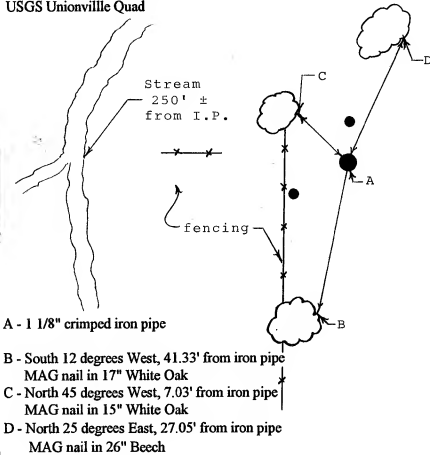 USGS Unionvillle Quad
D
C
Stream
250' ±
from I.P.
A
fencing
B
A - 1 1/8" crimped iron pipe
B - South 12 degrees West, 41.33' from iron pipe
MAG nail in 17" White Oak
C - North 45 degrees West, 7.03' from iron pipe
MAG nail in 15" White Oak
D - North 25 degrees East, 27.05' from iron pipe
MAG nail in 26" Beech